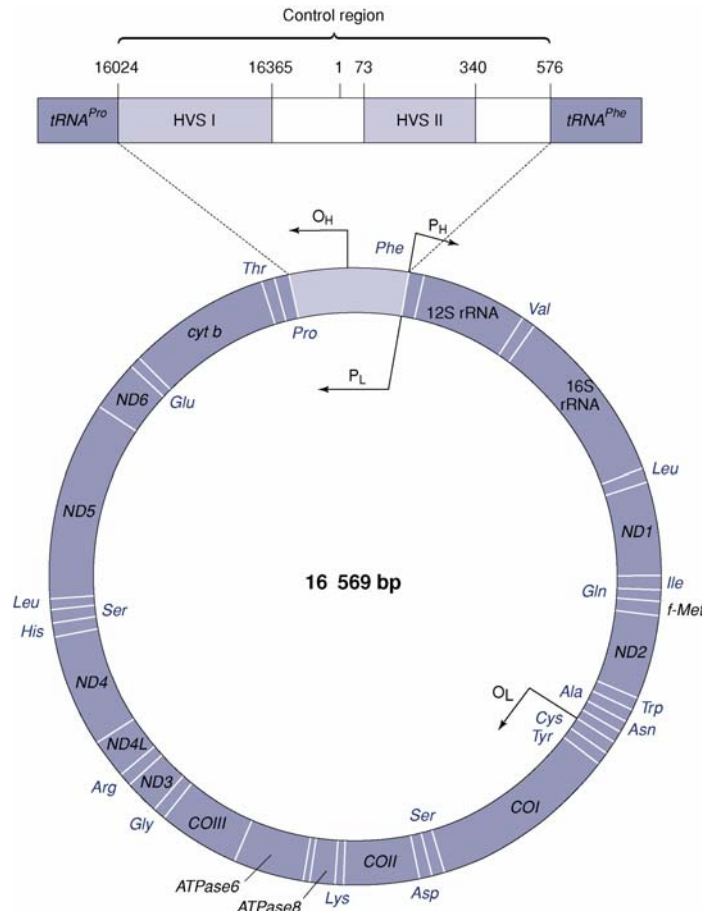 Control region
16024 16365 1 73 340 576
tRNAPro HVS I HVS II tRNAPhe
OH
PH
Phe
Thr
Pro
12S rRNA
Val
cyt b
PL
16S
rRNA
ND6
Glu
Leu
ND5
ND1
16 569 bp
Gln
Ile
f-Met
Leu
Ser
His
ND2
ND4
OL
Ala
Trp
Cys
Asn
Tyr
ND4L
Arg
ND3
Gly
COIII
Ser
COI
COII
ATPase6
ATPase8
Lys
Asp